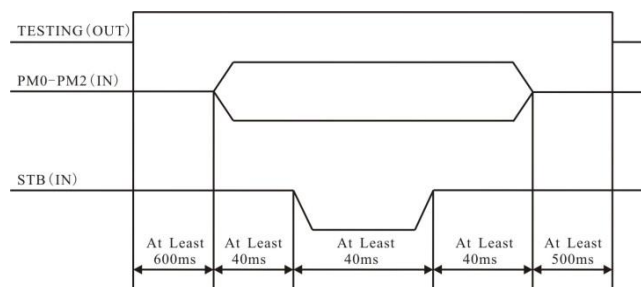 TESTING(OUT)
PM0-PM2(IN)
STB(IN)
At Least
600ms
At Least
40ms
At Least
40ms
At Least
40ms
At Least
500ms